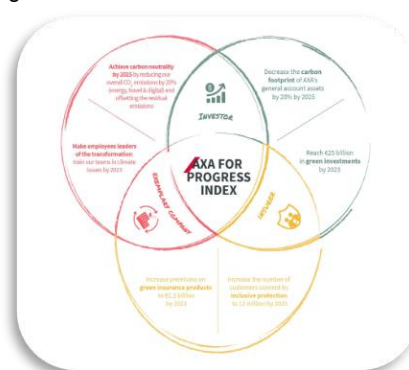 Achieve carbon neutrality
by 2025 by reducing our
overall CO₂ emissions by 20%
(energy, travel & digital) and
offsetting the residual
emissions
Decrease the carbon
footprint of AXA's
general account assets
by 20% by 2025
INVESTOR
Make employees leaders
of the transformation:
train our teams to climate
issues by 2023
Reach €25 billion
in green investments
by 2023
AXA FOR
PROGRESS
INDEX
EXEMPLARY COMPANY
INSURER
Increase premiums on
green insurance products
to €1.3 billion
by 2023
Increase the number of
customers covered by
inclusive protection
to 12 million by 2023